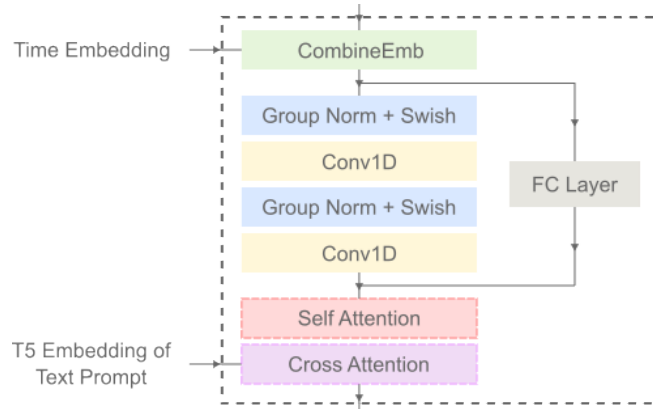 Time Embedding
CombineEmb
Group Norm + Swish
Conv1D
Group Norm + Swish
Conv1D
FC Layer
Self Attention
T5 Embedding of
Text Prompt
Cross Attention